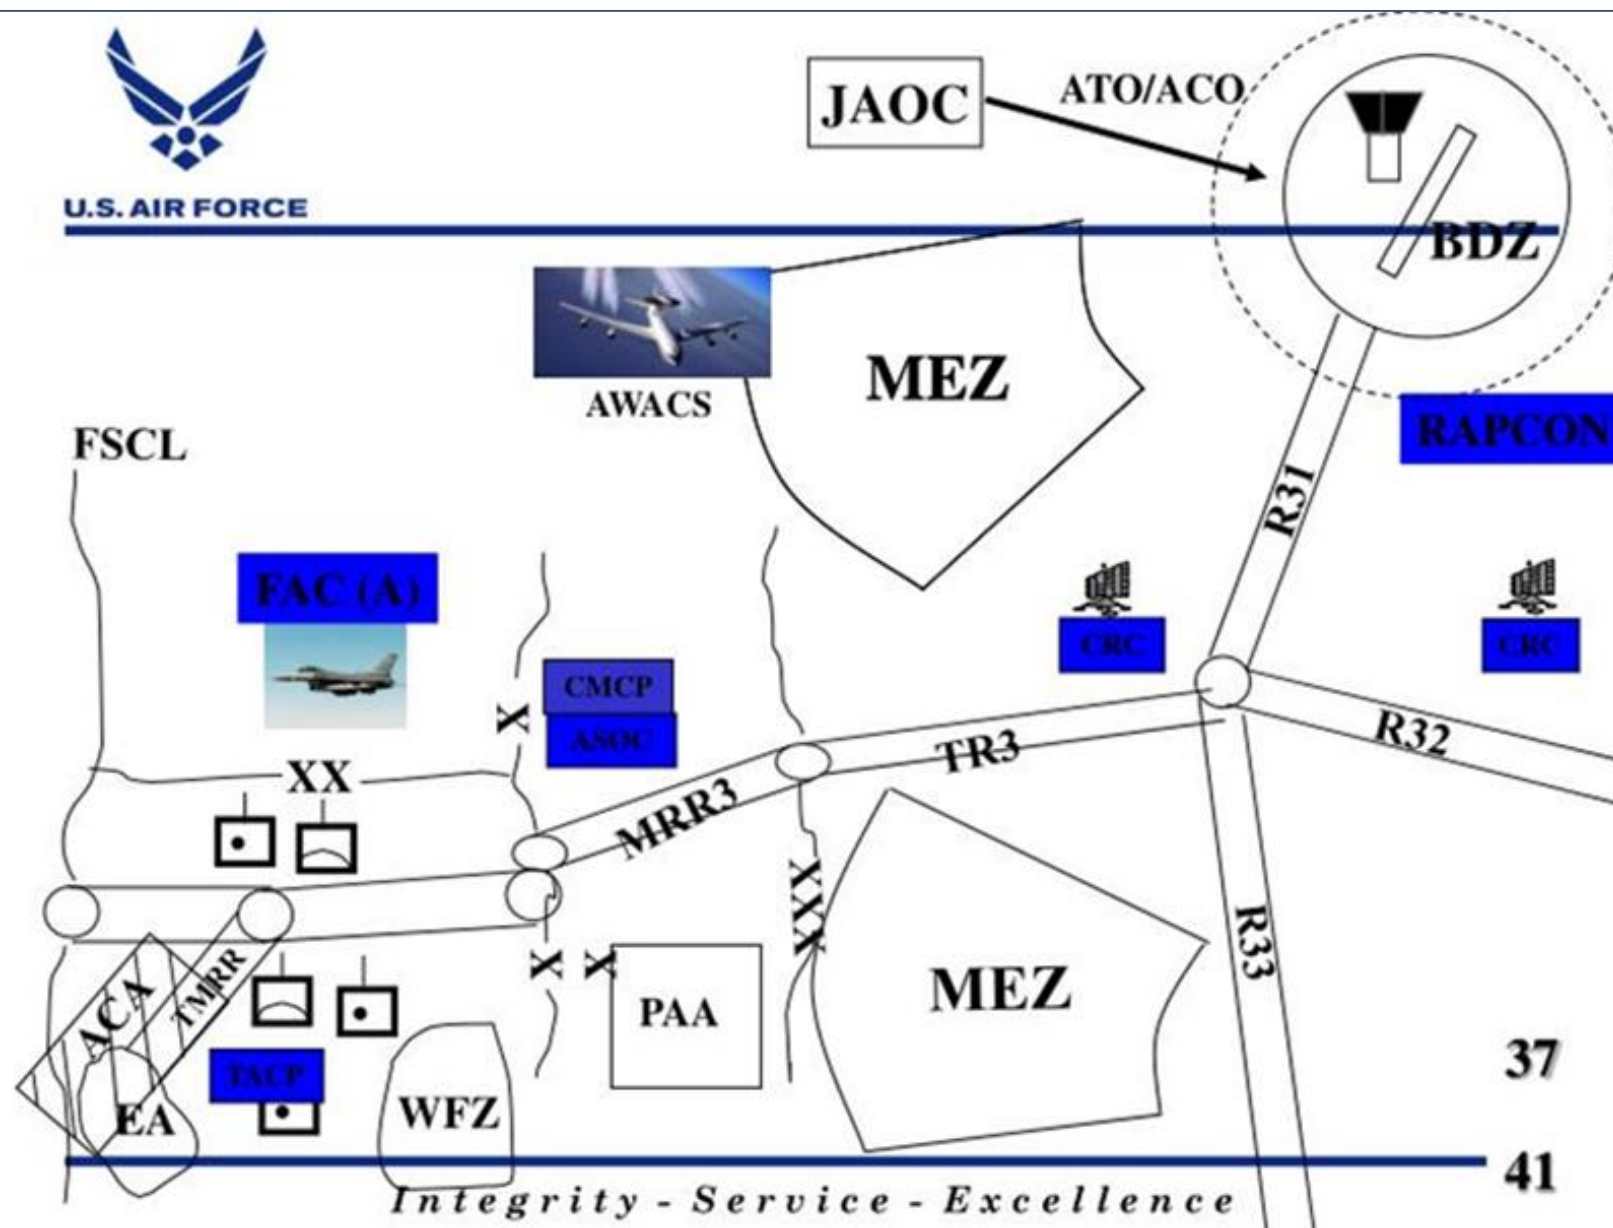 U.S. AIR FORCE
JAOC
ATO/ACO
BDZ
MEZ
AWACS
RAPCON
FSCL
R31
FAC (A)
CRC
CRC
CMCP
X
ASOC
R32
TR3
XX
MRR3
XXX
R33
X X
ACA
TMRR
PAA
MEZ
37
TACP
EA
WFZ
41
Integrity - Service - Excellence